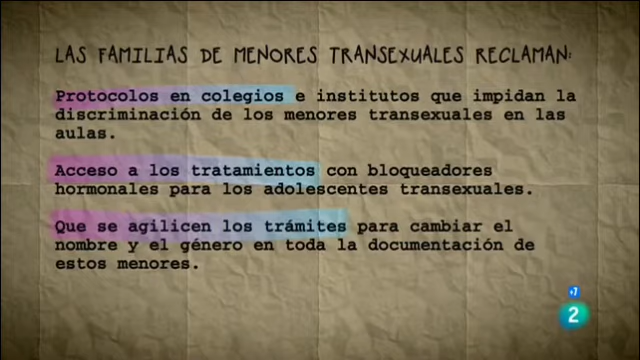 LAS FAMILIAS DE MENORES TRANSEXUALES RECLAMAN:
Protocolos en colegios e institutos que impidan la
discriminación de los menores transexuales en las
aulas.
Acceso a los tratamientos con bloqueadores
hormonales para los adolescentes transexuales.
Que se agilicen los trámites para cambiar el
nombre y el género en toda la documentación de
estos menores.
+7
2